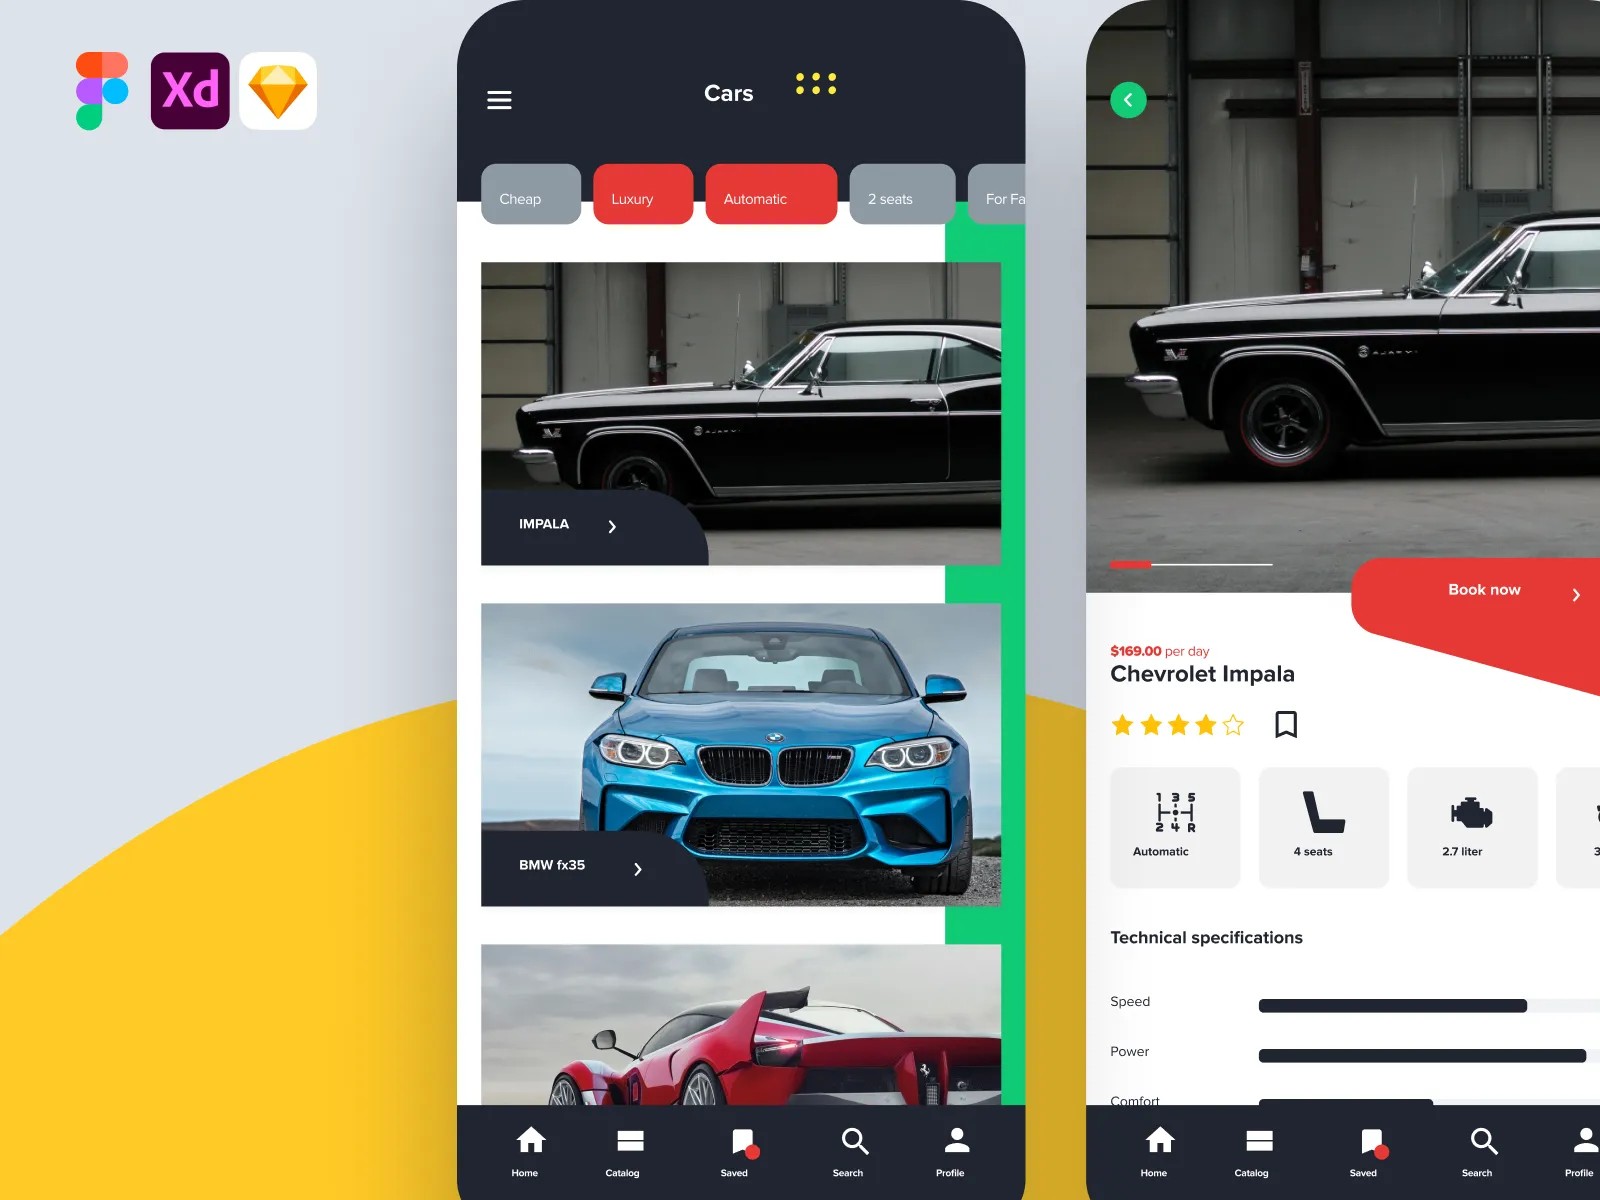 Xd
Cars
Cheap
Luxury
Automatic
2 seats
For Fa
IMPALA
BMW fx35
Home
Catalog
Saved
Search
Profile
Book now
$169.00 per day
Chevrolet Impala
1 3 5
2 4 R
Automatic
4 seats
2.7 liter
3
Technical specifications
Speed
Power
Comfort
Home
Catalog
Saved
Search
Profile